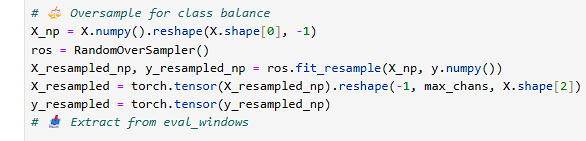 # ⚖️ Oversample for class balance
X_np = X.numpy().reshape(X.shape[0], -1)
ros = RandomOverSampler()
X_resampled_np, y_resampled_np = ros.fit_resample(X_np, y.numpy())
X_resampled = torch.tensor(X_resampled_np).reshape(-1, max_chans, X.shape[2])
y_resampled = torch.tensor(y_resampled_np)
# 📥 Extract from eval_windows